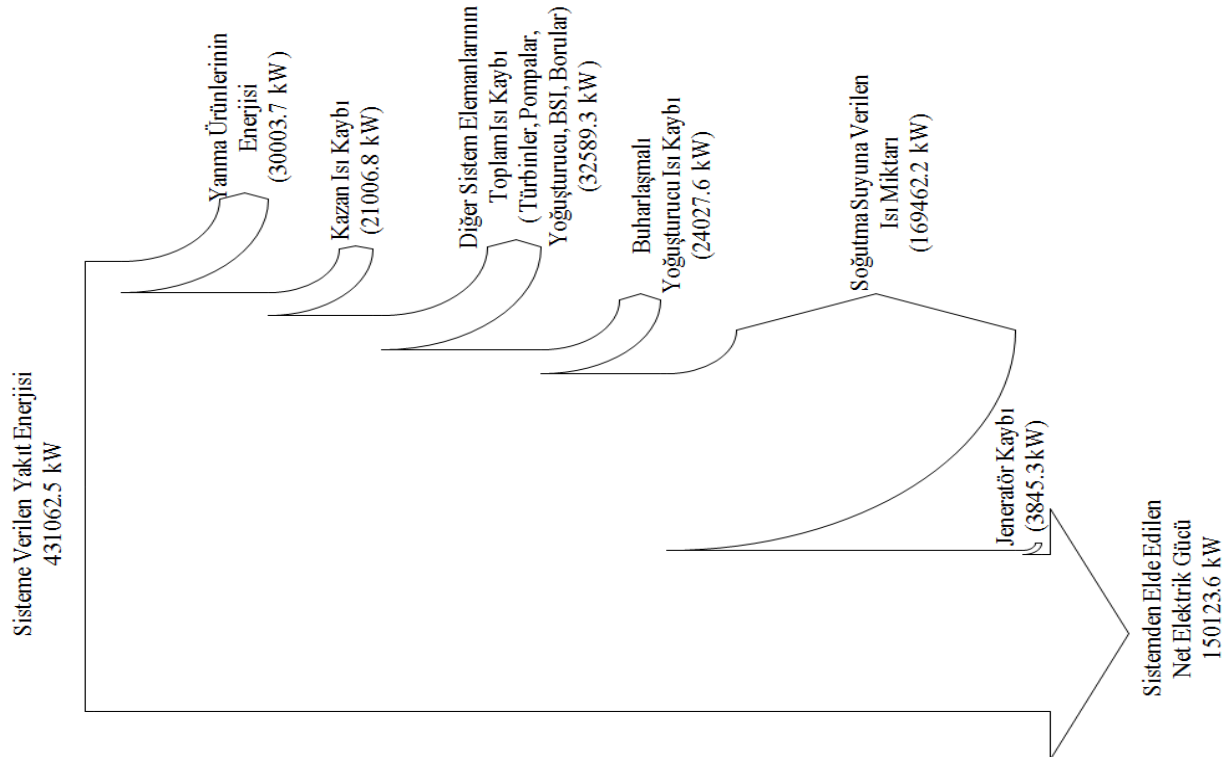 Sisteme Verilen Yakıt Enerjisi
431062.5 kW
Yanma Ürünlerinin
Enerjisi
(30003.7 kW )
Kazan Isı Kaybı
(21006.8 kW)
Diğer Sistem Elemanlarının
Toplam Isı Kaybı
( Türbinler, Pompalar,
Yoğuşturucu, BSI, Borular)
(32589.3 kW)
Buharlaşmalı
Yoğuşturucu Isı Kaybı
(24027.6 kW)
Soğutma Suyuna Verilen
Isı Miktarı
(169462.2 kW)
Jeneratör Kaybı
(3845.3kW)
Sistemden Elde Edilen
Net Elektrik Gücü
150123.6 kW